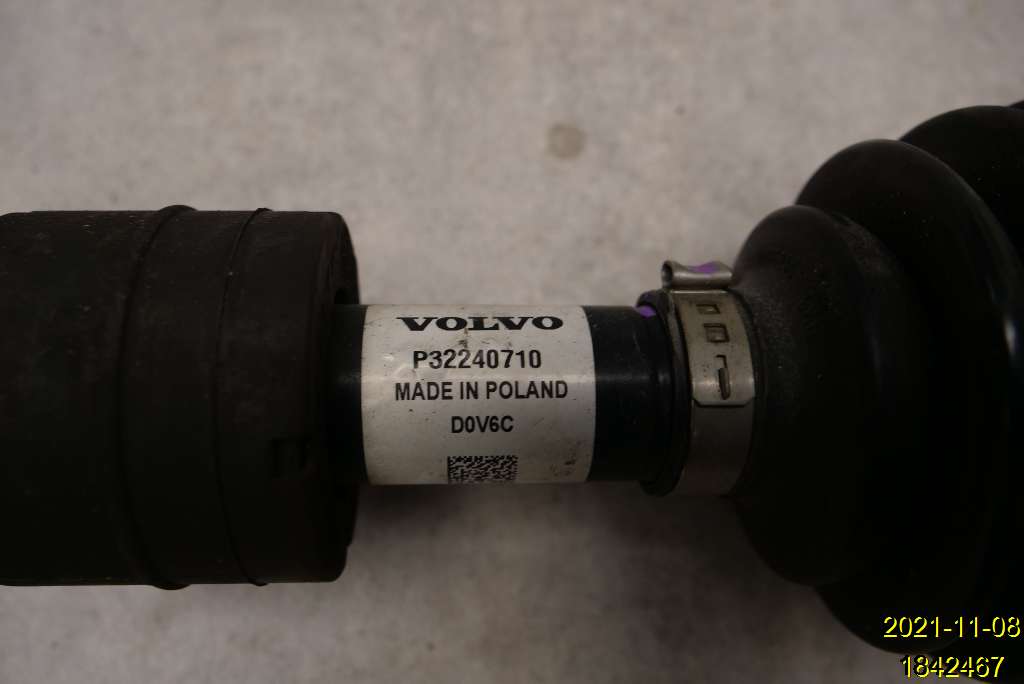 VOLVO
P32240710
MADE IN POLAND
D0V6C
2021-11-08
1842467